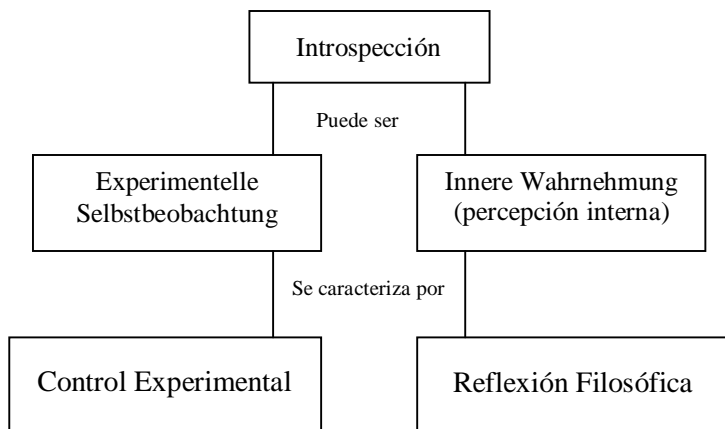 Introspección
Puede ser
Experimentelle
Selbstbeobachtung
Innere Wahrnehmung
(percepción interna)
Se caracteriza por
Control Experimental
Reflexión Filosófica